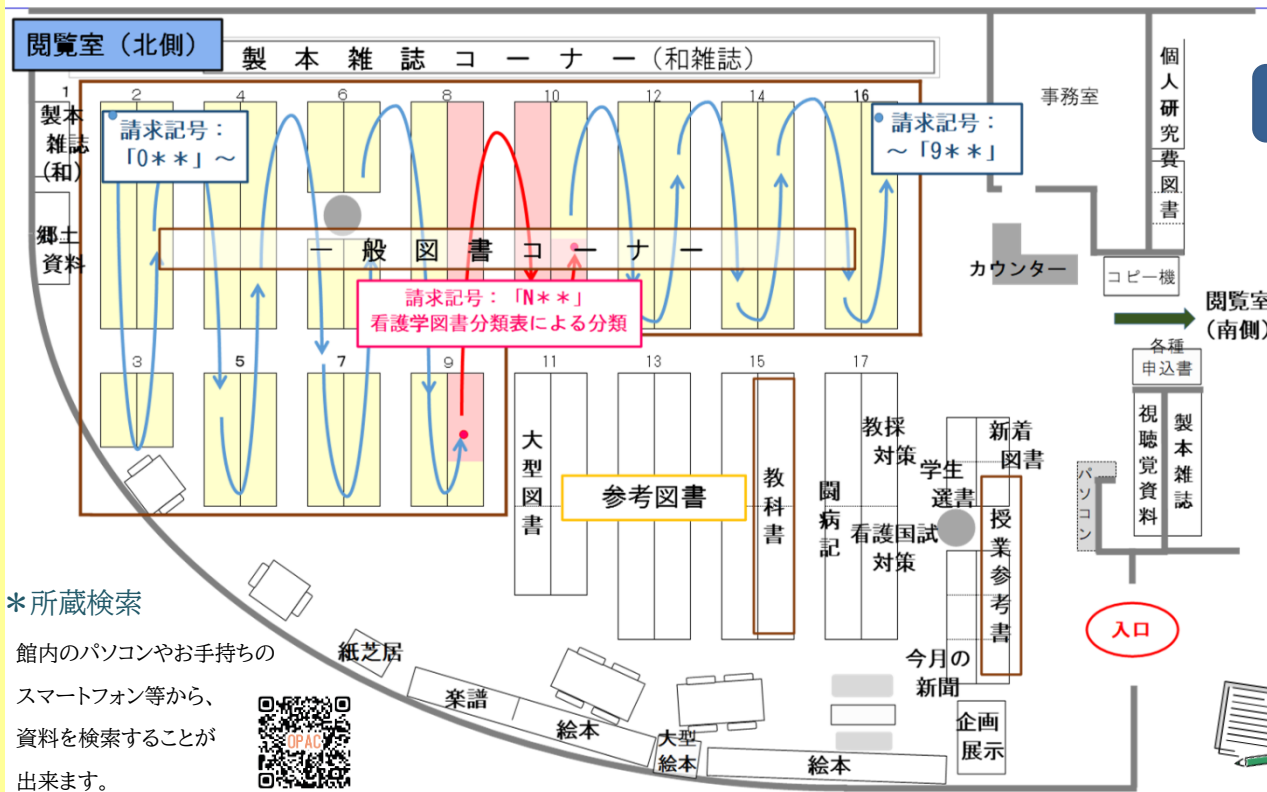 閲覧室（北側）
製本雑誌コーナー（和雑誌）
1
2
4
6
8
10
12
14
16
製本
雑誌
（和）
郷土
資料
請求記号：
「0＊＊」～
請求記号：
～「9＊＊」
一般図書コーナー
請求記号：「N＊＊」
看護学図書分類表による分類
3
5
7
9
11
13
15
17
大型図書
参考図書
教科書
闘病記
教採
対策
看護国試
対策
学生
選書
新着
図書
授業参考書
今月の
新聞
企画
展示
事務室
個人研究費図書
カウンター
コピー機
閲覧室
（南側）
各種
申込書
視聴覚資料
製本雑誌
パソコン
入口
紙芝居
楽譜
絵本
大型
絵本
絵本
＊所蔵検索
館内のパソコンやお手持ちの
スマートフォン等から、
資料を検索することが
出来ます。
OPAC